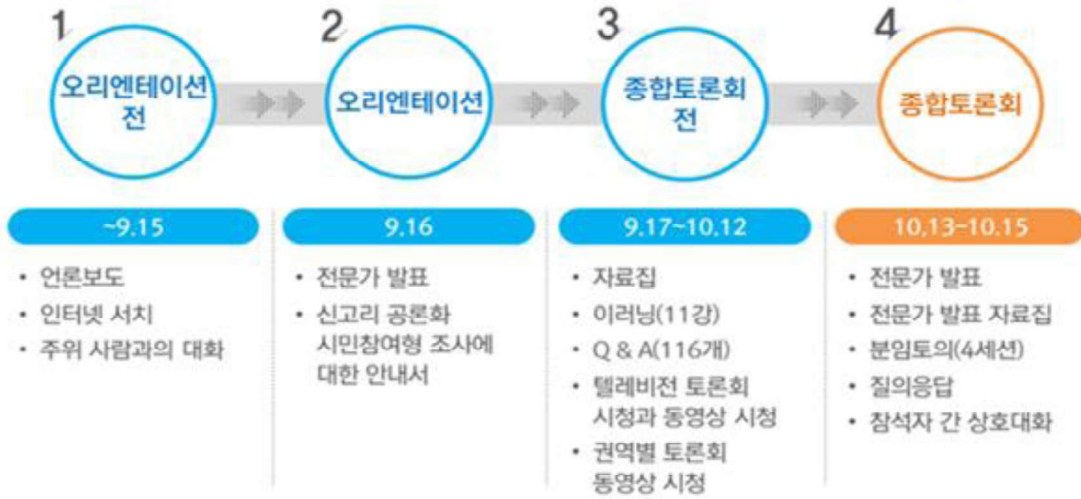 1
오리엔테이션
전
2
오리엔테이션
3
종합토론회
전
4
종합토론회
~9.15
• 언론보도
• 인터넷 서치
• 주위 사람과의 대화
9.16
• 전문가 발표
• 신고리 공론화
시민참여형 조사에
대한 안내서
9.17~10.12
• 자료집
• 이러닝(11강)
• Q & A(116개)
• 텔레비전 토론회
시청과 동영상 시청
• 권역별 토론회
동영상 시청
10.13-10.15
• 전문가 발표
• 전문가 발표 자료집
• 분임토의(4세션)
• 질의응답
• 참석자 간 상호대화